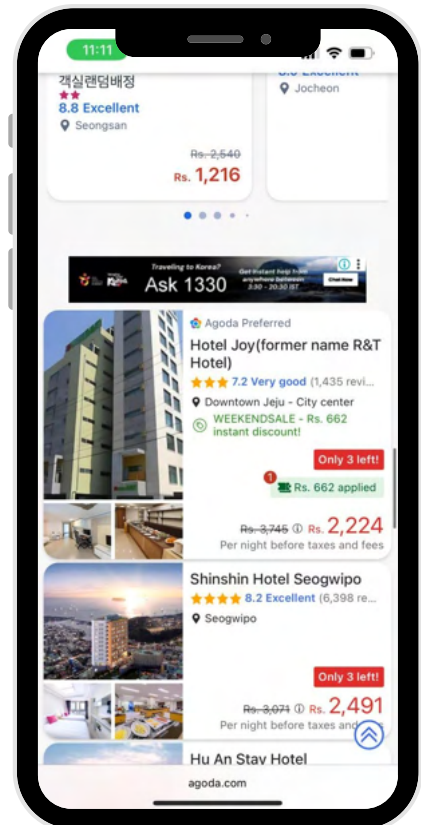 11:11
객실랜덤배정
8.8 Excellent
Seongsan
Rs. 2,540
Rs. 1,216
Jocheon
Traveling to Korea?
Ask 1330
Get instant help from
anywhere between
3:30 - 20:30 IST
Chat Now
Agoda Preferred
Hotel Joy(former name R&T
Hotel)
7.2 Very good (1,435 revi...
Downtown Jeju - City center
WEEKENDSALE - Rs. 662
instant discount!
Only 3 left!
1
Rs. 662 applied
Rs. 3,745 Rs. 2,224
Per night before taxes and fees
Shinshin Hotel Seogwipo
8.2 Excellent (6,398 re...
Seogwipo
Only 3 left!
Rs. 3,071 Rs. 2,491
Per night before taxes and
Hu An Stay Hotel
agoda.com